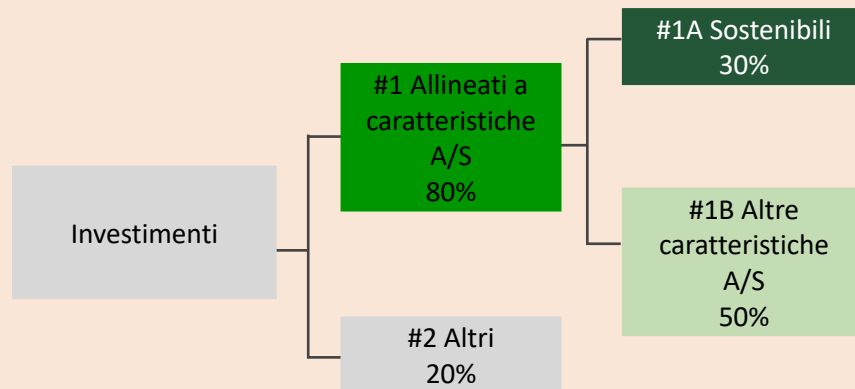 Investimenti
#1 Allineati a
caratteristiche
A/S
80%
#2 Altri
20%
#1A Sostenibili
30%
#1B Altre
caratteristiche
A/S
50%